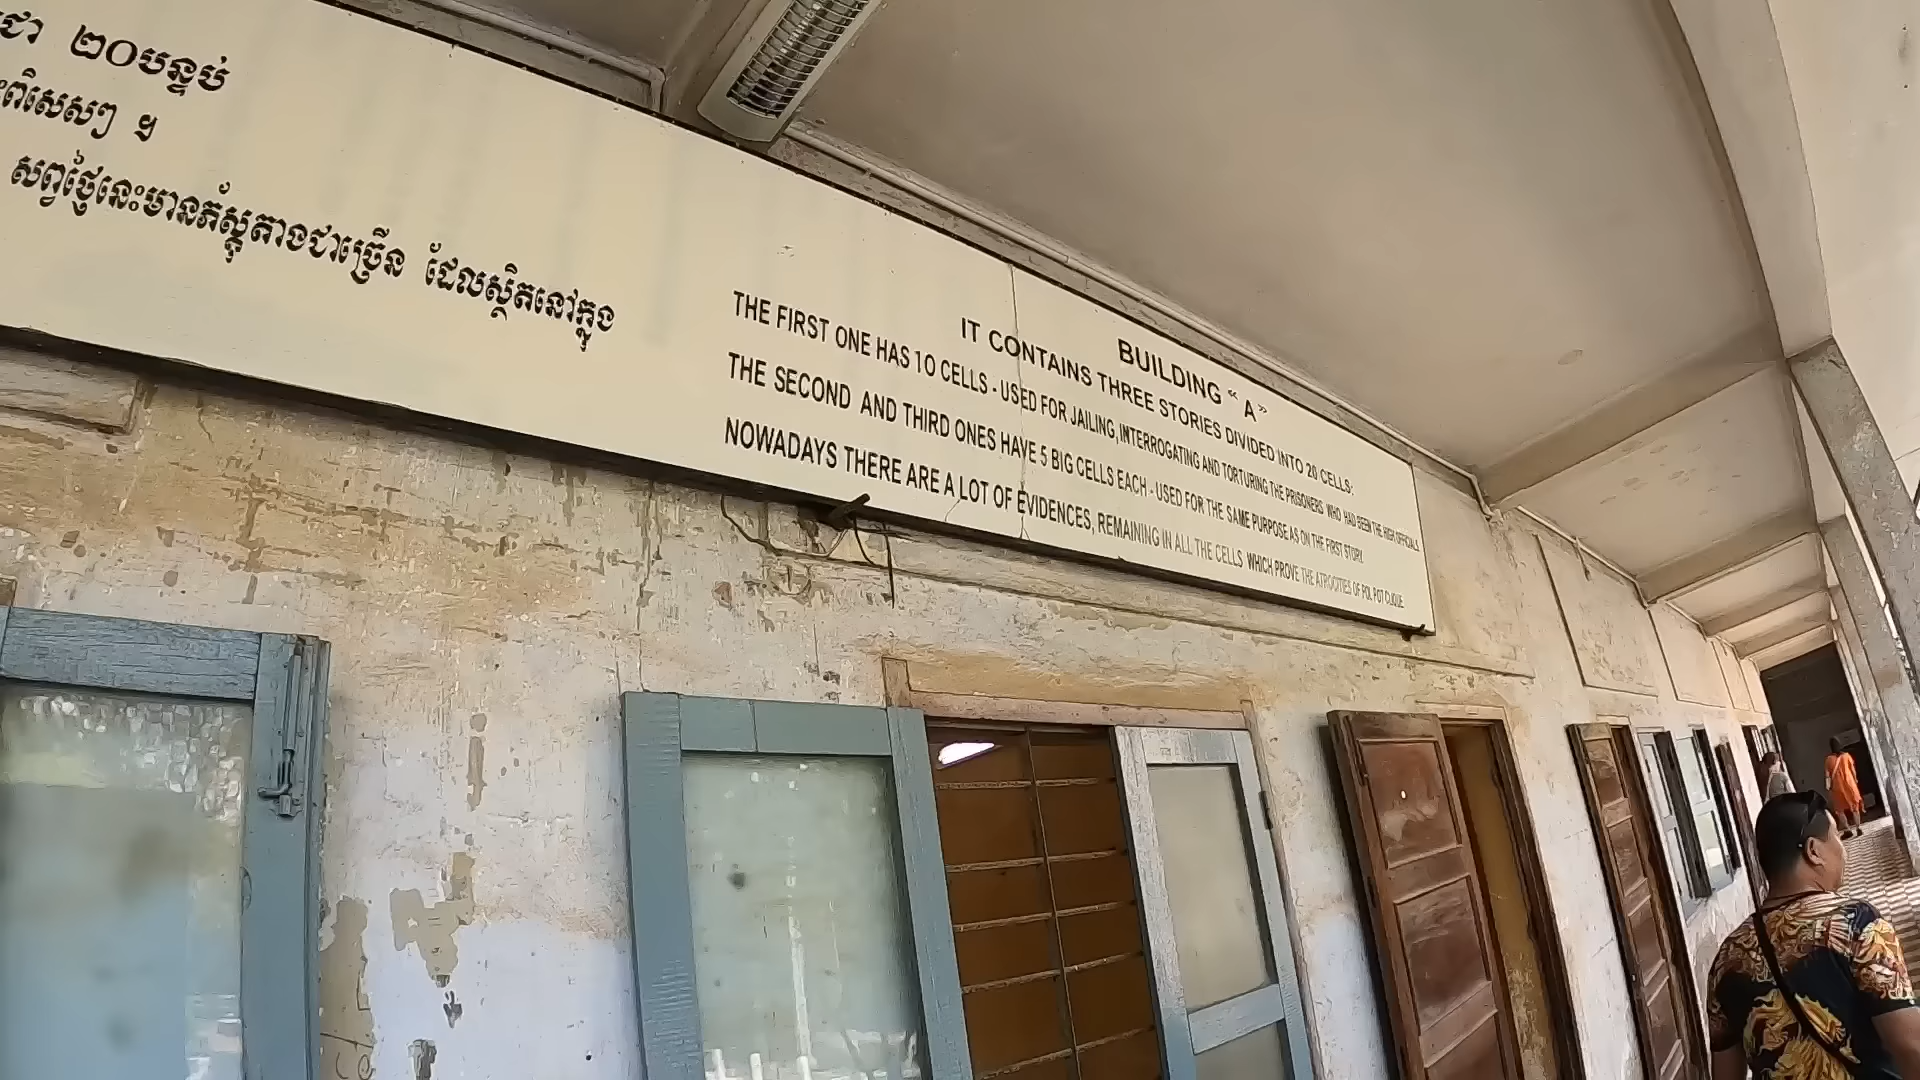 ជា ២០បន្ទប់
ះពិសេសៗ ។
សព្វថ្ងៃនេះមានភ័ស្តុតាងជាច្រើន ដែលស្ថិតនៅក្នុង
BUILDING “ A ”
IT CONTAINS THREE STORIES DIVIDED INTO 20 CELLS:
THE FIRST ONE HAS 10 CELLS - USED FOR JAILING, INTERROGATING AND TORTURING THE PRISONERS WHO HAD BEEN THE HIGH OFFICIALS.
THE SECOND AND THIRD ONES HAVE 5 BIG CELLS EACH - USED FOR THE SAME PURPOSE AS ON THE FIRST STORY.
NOWADAYS THERE ARE A LOT OF EVIDENCES, REMAINING IN ALL THE CELLS WHICH PROVE THE ATROCITIES OF POL POT CLIQUE